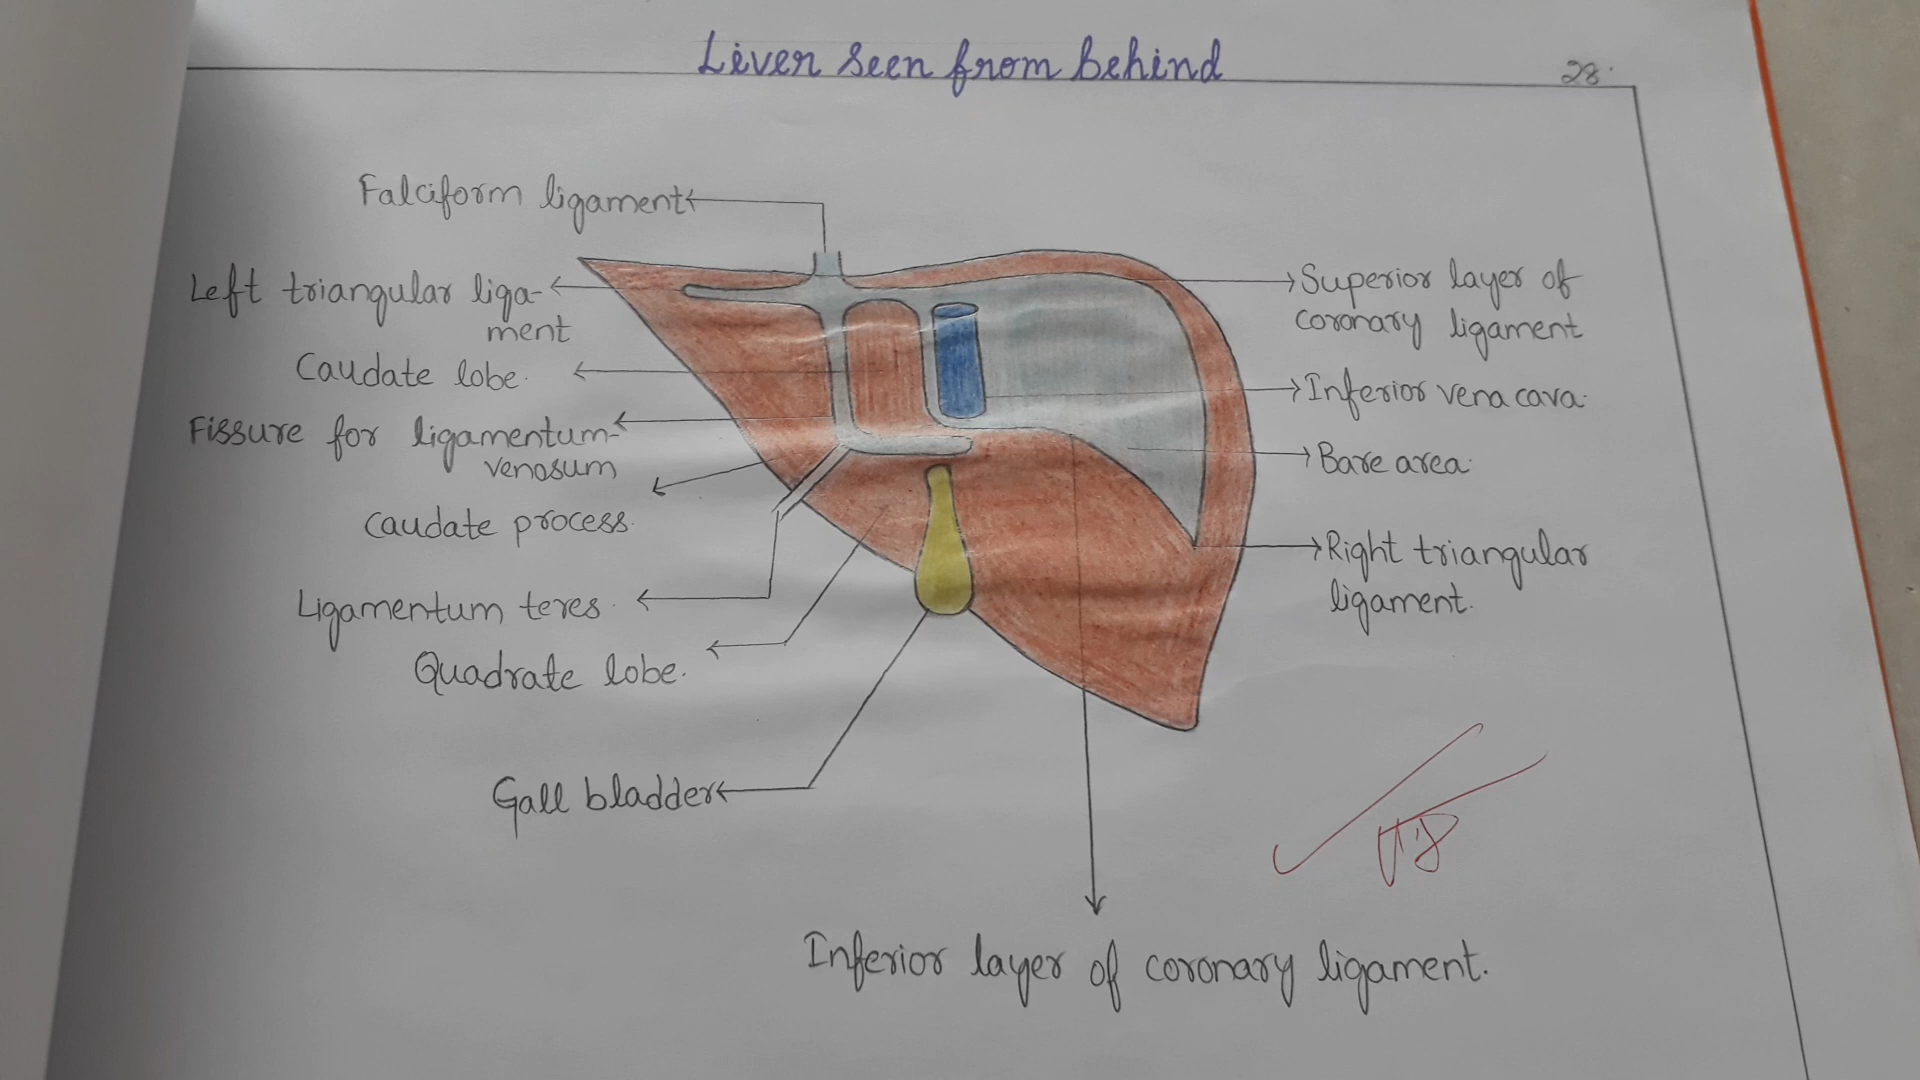 Liver seen from behind
28.
Falciform ligament
Left triangular liga-
ment
Caudate lobe.
Fissure for ligamentum-
venosum
Caudate process.
Ligamentum teres.
Quadrate lobe.
Gall bladder
Superior layer of
coronary ligament
Inferior vena cava.
Bare area.
Right triangular
ligament.
Inferior layer of coronary ligament.